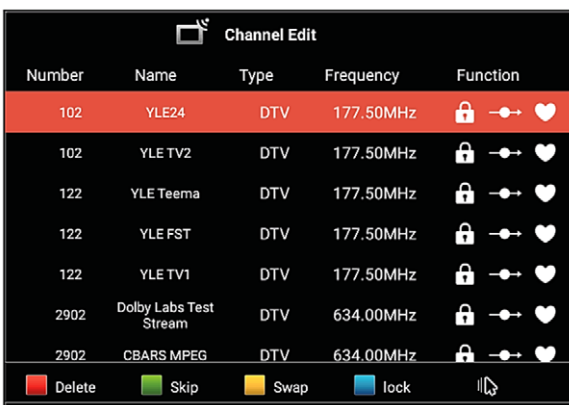 Channel Edit
Number Name Type Frequency Function
102 YLE24 DTV 177.50MHz
102 YLE TV2 DTV 177.50MHz
122 YLE Teema DTV 177.50MHz
122 YLE FST DTV 177.50MHz
122 YLE TV1 DTV 177.50MHz
2902 Dolby Labs Test Stream DTV 634.00MHz
2902 CBARS MPEG DTV 634.00MHz
Delete Skip Swap lock